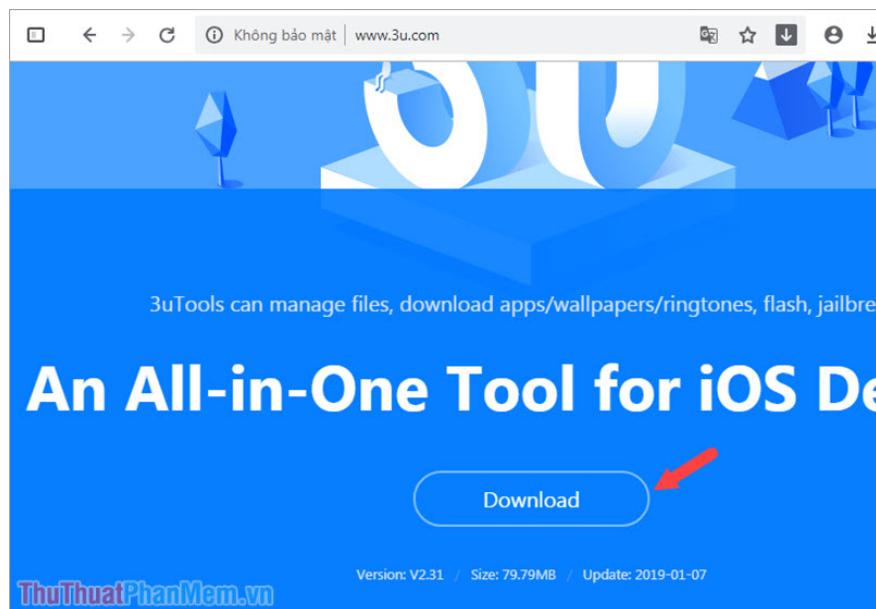 Không bảo mật www.3u.com
3U
3uTools can manage files, download apps/wallpapers/ringtones, flash, jailbre
An All-in-One Tool for iOS De
Download
Version: V2.31 / Size: 79.79MB / Update: 2019-01-07
ThuThuatPhanMem.vn